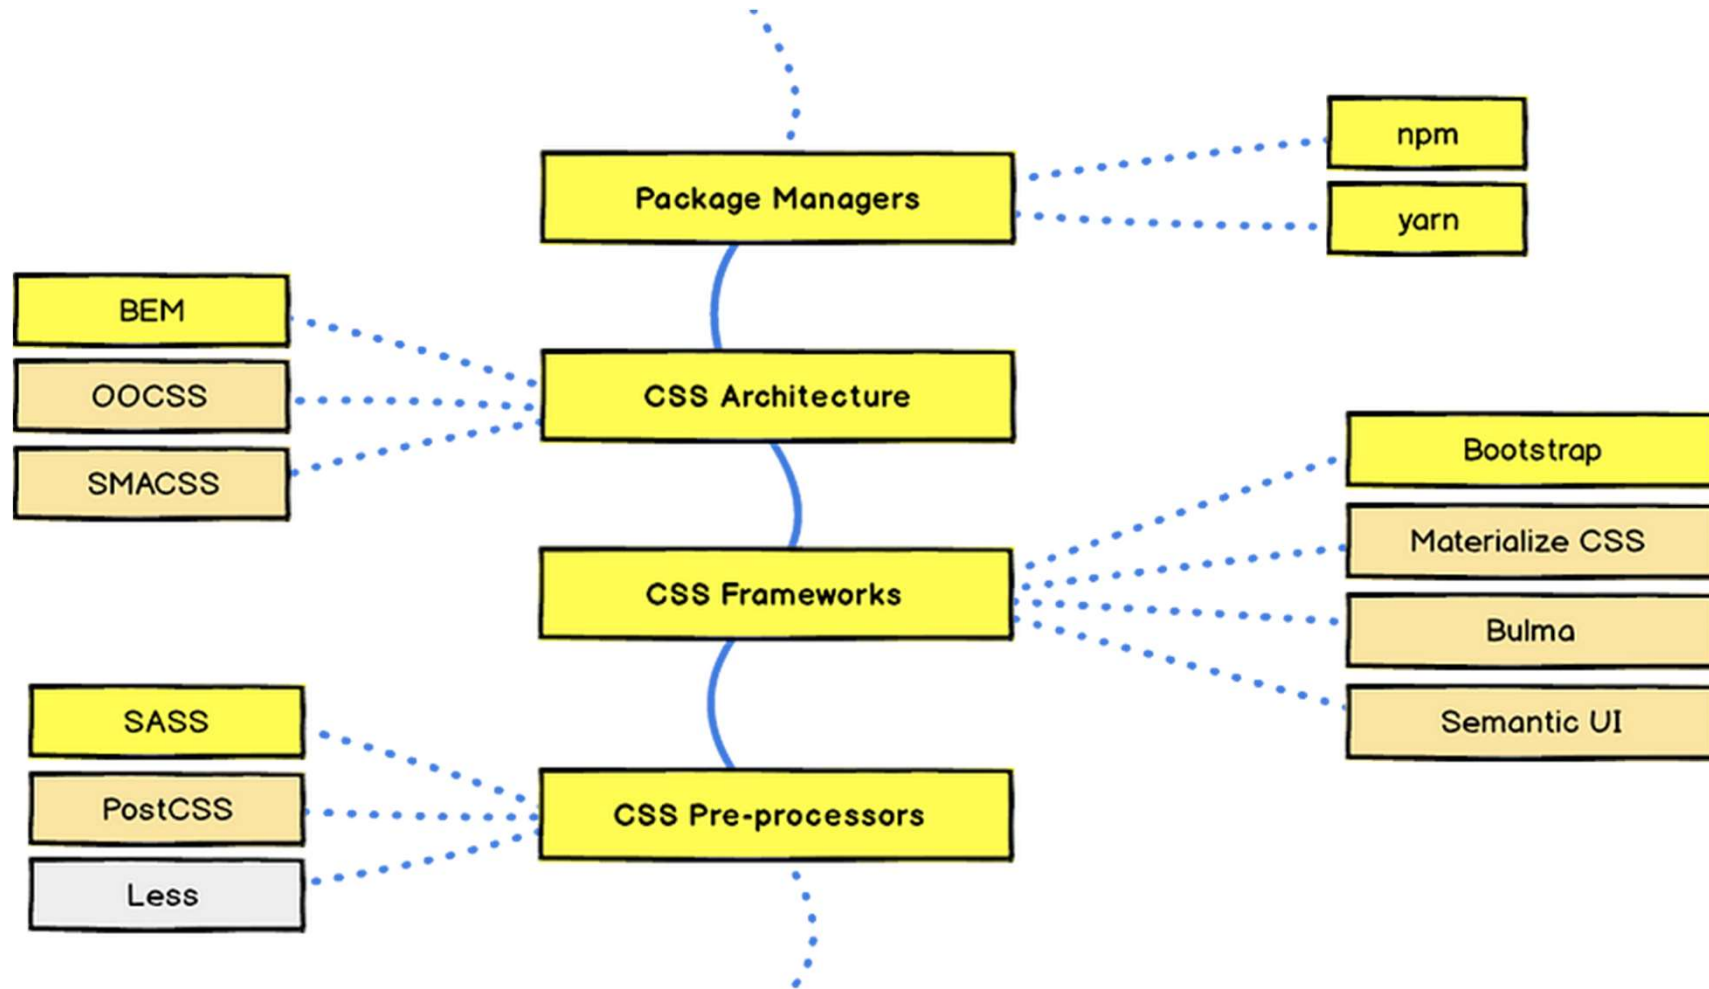 npm
Package Managers
yarn
BEM
OOCSS
CSS Architecture
SMACSS
Bootstrap
Materialize CSS
CSS Frameworks
Bulma
Semantic UI
SASS
PostCSS
CSS Pre-processors
Less